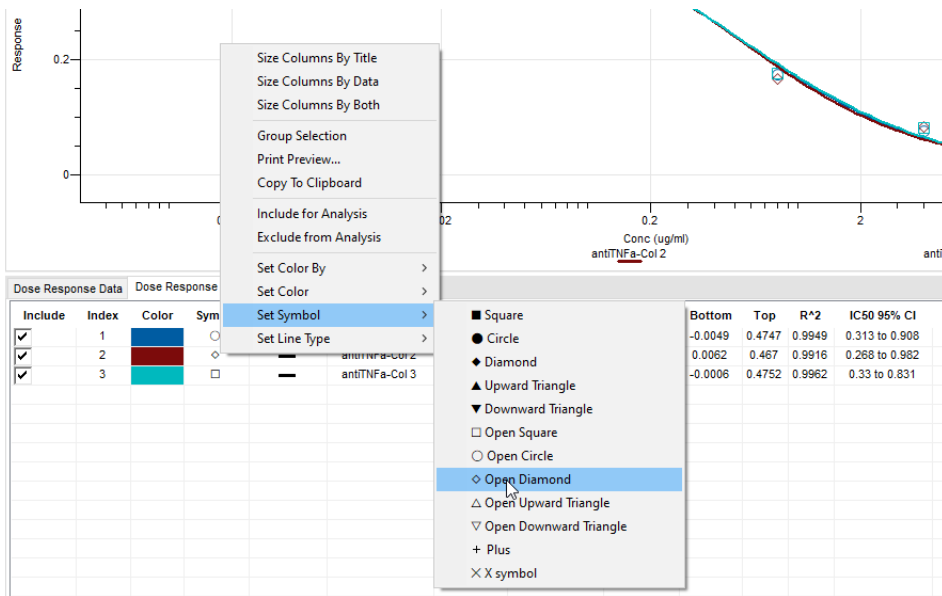 Response
0.2
0
Size Columns By Title
Size Columns By Data
Size Columns By Both
Group Selection
Print Preview...
Copy To Clipboard
Include for Analysis
Exclude from Analysis
Set Color By
Set Color
Set Symbol
Set Line Type
02
0.2
2
Conc (ug/ml)
antiTNFa-Col 2
anti
Dose Response Data
Dose Response
Include Index Color Sym Bottom Top R^2 IC50 95% CI
1 -0.0049 0.4747 0.9949 0.313 to 0.908
2 antiTNFa-Col 2 0.0062 0.467 0.9916 0.268 to 0.982
3 antiTNFa-Col 3 -0.0006 0.4752 0.9962 0.33 to 0.831
Square
Circle
Diamond
Upward Triangle
Downward Triangle
Open Square
Open Circle
Open Diamond
Open Upward Triangle
Open Downward Triangle
Plus
X symbol